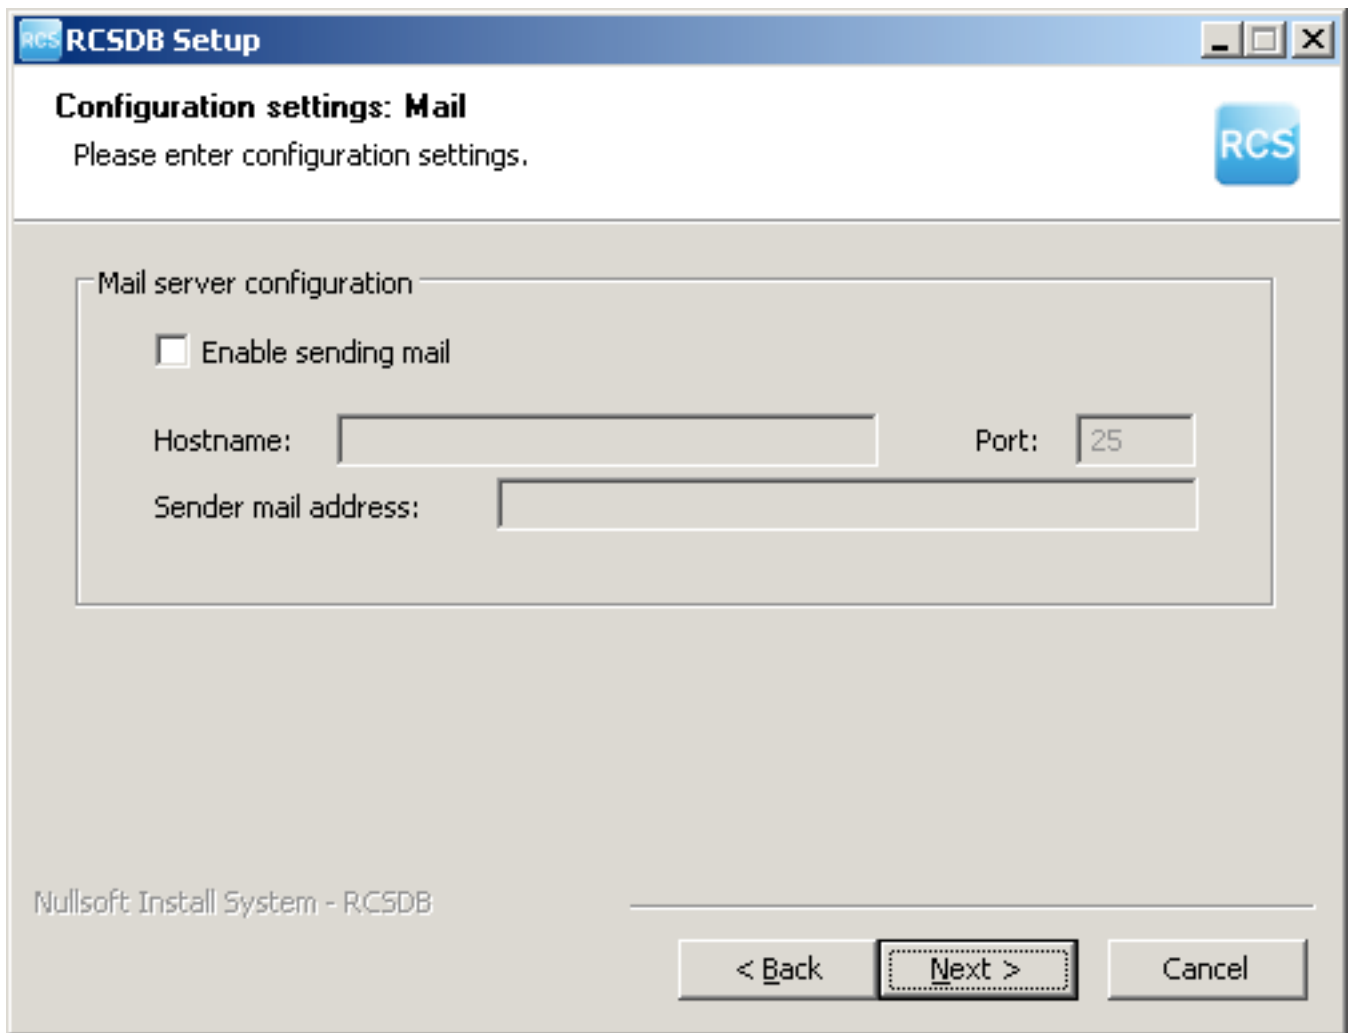 RCS RCSDB Setup
Configuration settings: Mail
Please enter configuration settings.
RCS
Mail server configuration
Enable sending mail
Hostname: Port: 25
Sender mail address:
Nullsoft Install System - RCSDB
< Back Next > Cancel